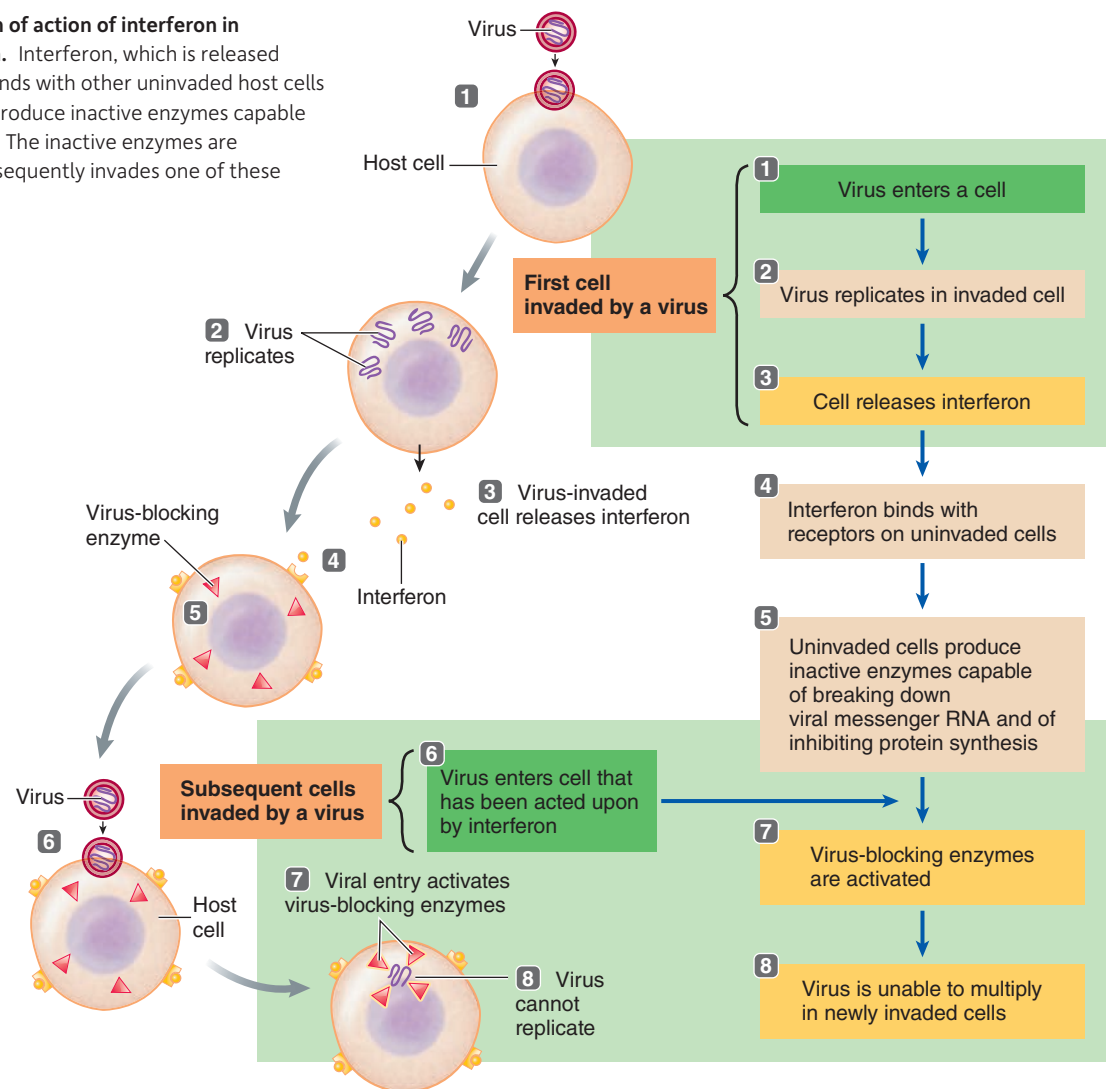 n of action of interferon in
. Interferon, which is released
nds with other uninvaded host cells
roduce inactive enzymes capable
The inactive enzymes are
sequently invades one of these
Virus
1
Host cell
2 Virus
replicates
3 Virus-invaded
cell releases interferon
Interferon
Virus-blocking
enzyme
4
5
Virus
6
Host
cell
7 Viral entry activates
virus-blocking enzymes
8 Virus
cannot
replicate
First cell
invaded by a virus
1
Virus enters a cell
2
Virus replicates in invaded cell
3
Cell releases interferon
4
Interferon binds with
receptors on uninvaded cells
5
Uninvaded cells produce
inactive enzymes capable
of breaking down
viral messenger RNA and of
inhibiting protein synthesis
Subsequent cells
invaded by a virus
6
Virus enters cell that
has been acted upon
by interferon
7
Virus-blocking enzymes
are activated
8
Virus is unable to multiply
in newly invaded cells